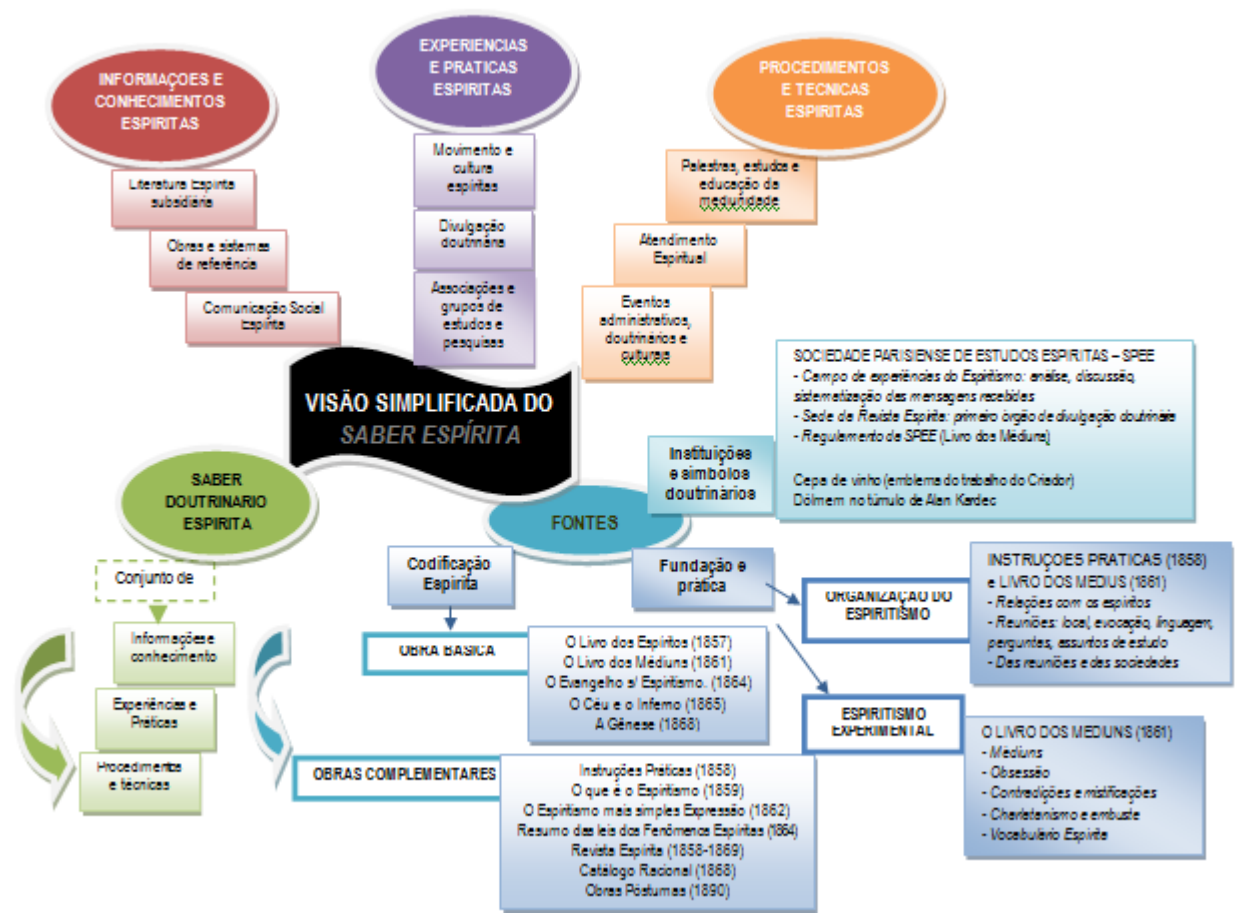 INFORMAÇOES E
CONHECIMENTOS
ESPIRITAS
Literatura Espirita
subsidiária
Obras e sistemas
de referência
Comunicação Social
Espírita
EXPERIENCIAS
E PRATICAS
ESPIRITAS
Movimento e
cultura
espíritas
Divulgação
doutrinária
Associações e
grupos de
estudos e
pesquisas
PROCEDIMENTOS
E TECNICAS
ESPIRITAS
Palestras, estudos e
educação da
mediunidade
Atendimento
Espiritual
Eventos
administrativos,
doutrinários e
culturais
VISÃO SIMPLIFICADA DO
SABER ESPÍRITA
SOCIEDADE PARISIENSE DE ESTUDOS ESPIRITAS – SPEE
- Campo de experiências do Espiritismo: análise, discussão,
sistematização das mensagens recebidas
- Sede da Revista Espírita: primeiro órgão de divulgação doutrinária
- Regulamento da SPEE (Livro dos Médiuns)
Cepa de vinho (emblema do trabalho do Criador)
Dólmem no túmulo de Alan Kardec
Instituições
e símbolos
doutrinários
SABER
DOUTRINARIO
ESPIRITA
Conjunto de
Informações e
conhecimento
Experiências e
Práticas
Procedimentos
e técnicas
FONTES
Codificação
Espírita
OBRA BASICA
O Livro dos Espíritos (1857)
O Livro dos Médiuns (1861)
O Evangelho s/ Espiritismo. (1864)
O Céu e o Inferno (1865)
A Gênese (1868)
OBRAS COMPLEMENTARES
Instruções Práticas (1858)
O que é o Espiritismo (1859)
O Espiritismo mais simples Expressão (1862)
Resumo das leis dos Fenômenos Espíritas (1864)
Revista Espírita (1858-1869)
Catálogo Racional (1868)
Obras Póstumas (1890)
Fundação e
prática
ORGANIZAÇÃO DO
ESPIRITISMO
INSTRUÇOES PRATICAS (1858)
e LIVRO DOS MEDIUS (1861)
- Relações com os espíritos
- Reuniões: local, evocação, linguagem,
perguntas, assuntos de estudo
- Das reuniões e das sociedades
ESPIRITISMO
EXPERIMENTAL
O LIVRO DOS MEDIUNS (1861)
- Médiuns
- Obsessão
- Contradições e mistificações
- Charlatanismo e embuste
- Vocabulário Espírita